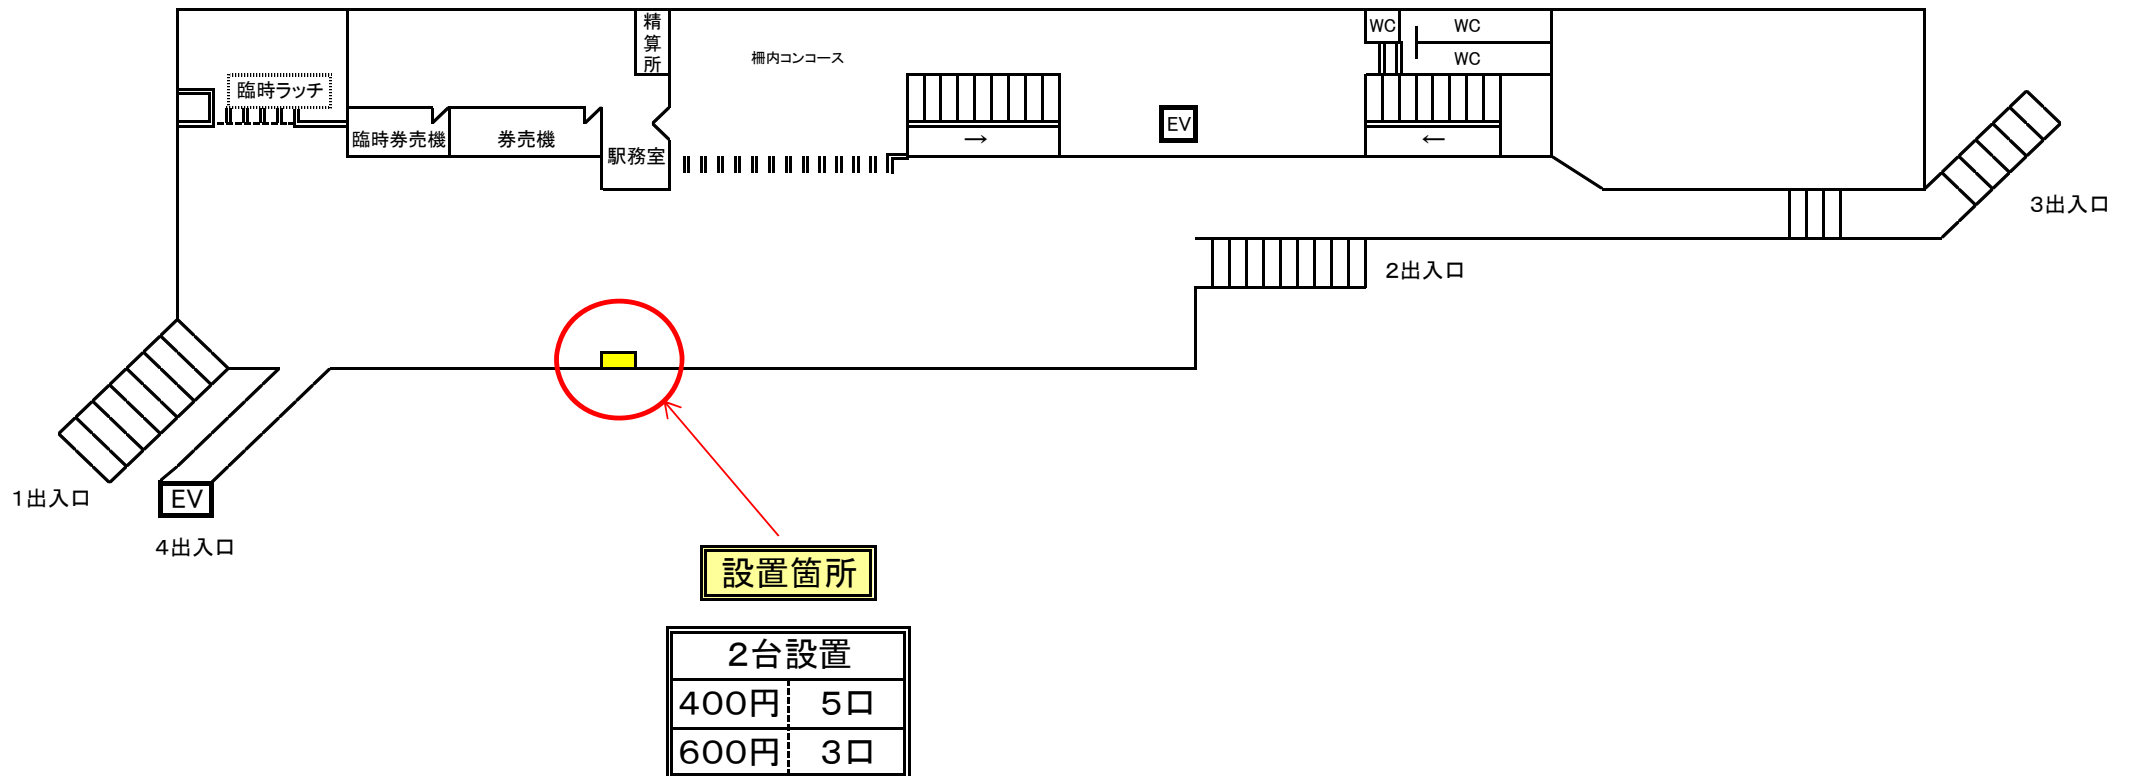 精算所
柵内コンコース
WC
WC
WC
臨時ラッチ
臨時券売機
券売機
駅務室
→
EV
←
3出入口
2出入口
1出入口
EV
4出入口
設置箇所
2台設置
400円 5口
600円 3口